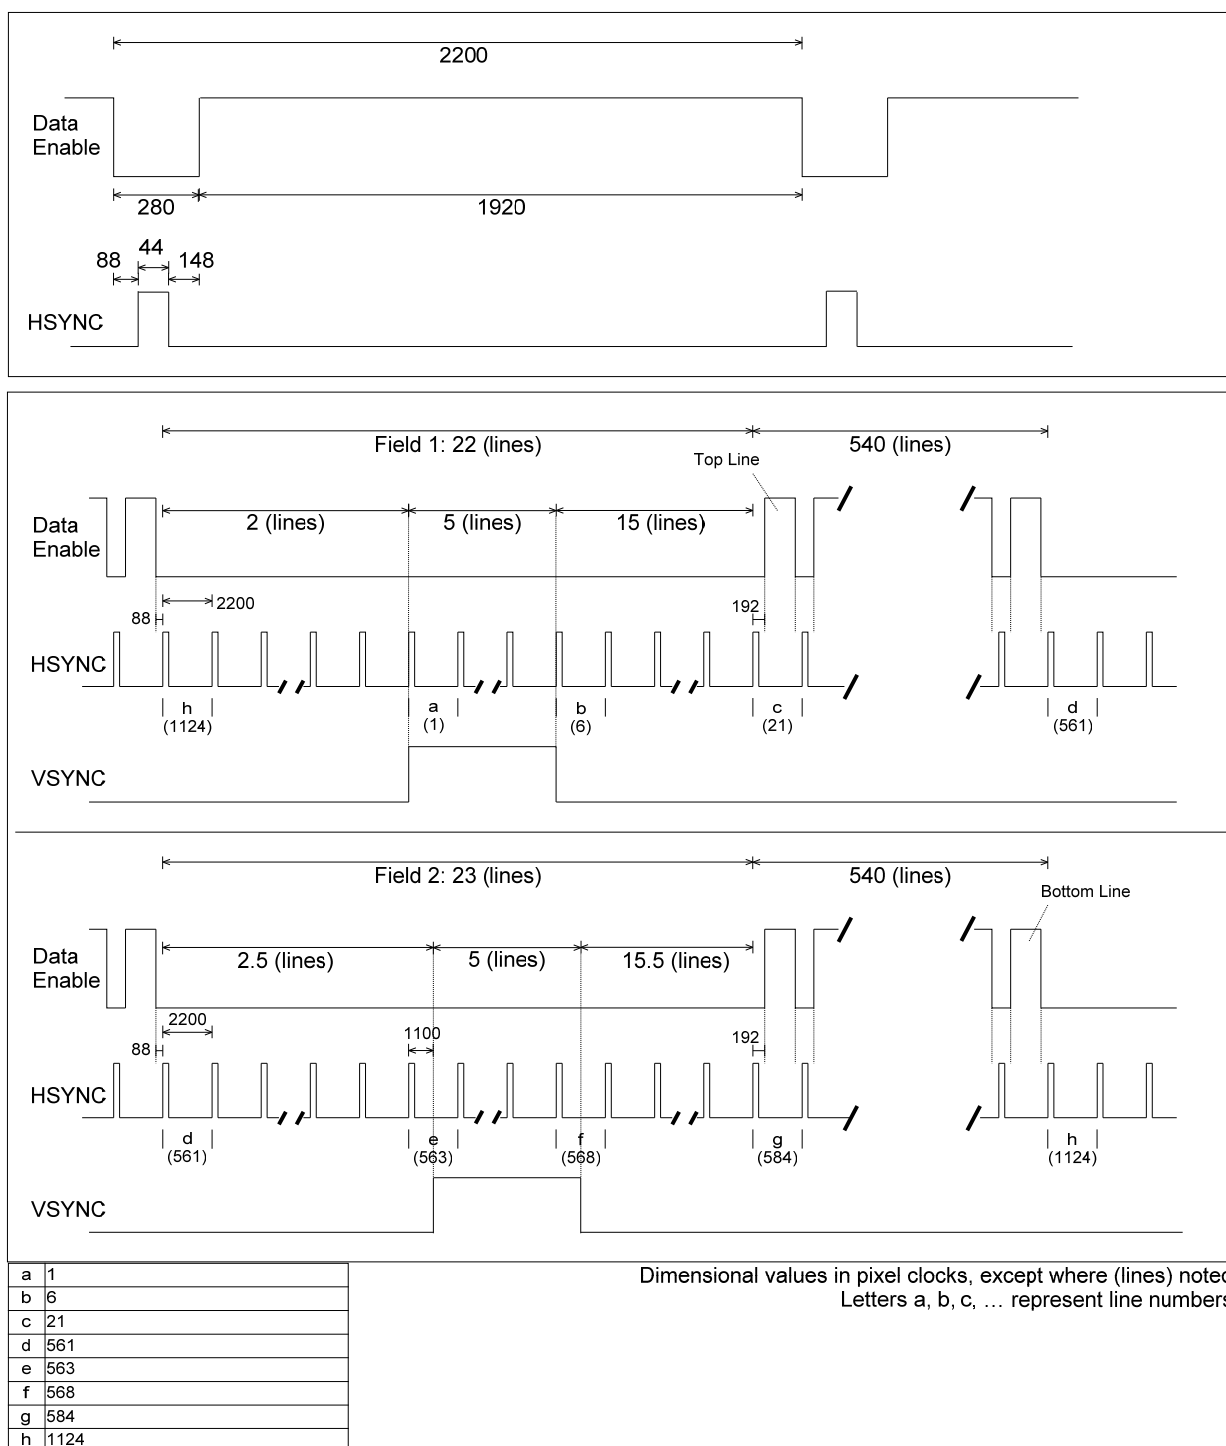 2200
Data
Enable
280
1920
44
88
148
HSYNC
Field 1: 22 (lines)
540 (lines)
Top Line
2 (lines)
5 (lines)
15 (lines)
Data
Enable
88
2200
192
HSYNC
h
a
b
c
d
(1124)
(1)
(6)
(21)
(561)
VSYNC
Field 2: 23 (lines)
540 (lines)
Bottom Line
2.5 (lines)
5 (lines)
15.5 (lines)
Data
Enable
2200
1100
88
192
HSYNC
d
e
f
g
h
(561)
(563)
(568)
(584)
(1124)
VSYNC
a 1
b 6
c 21
d 561
e 563
f 568
g 584
h 1124
Dimensional values in pixel clocks, except where (lines) noted
Letters a, b, c, … represent line numbers